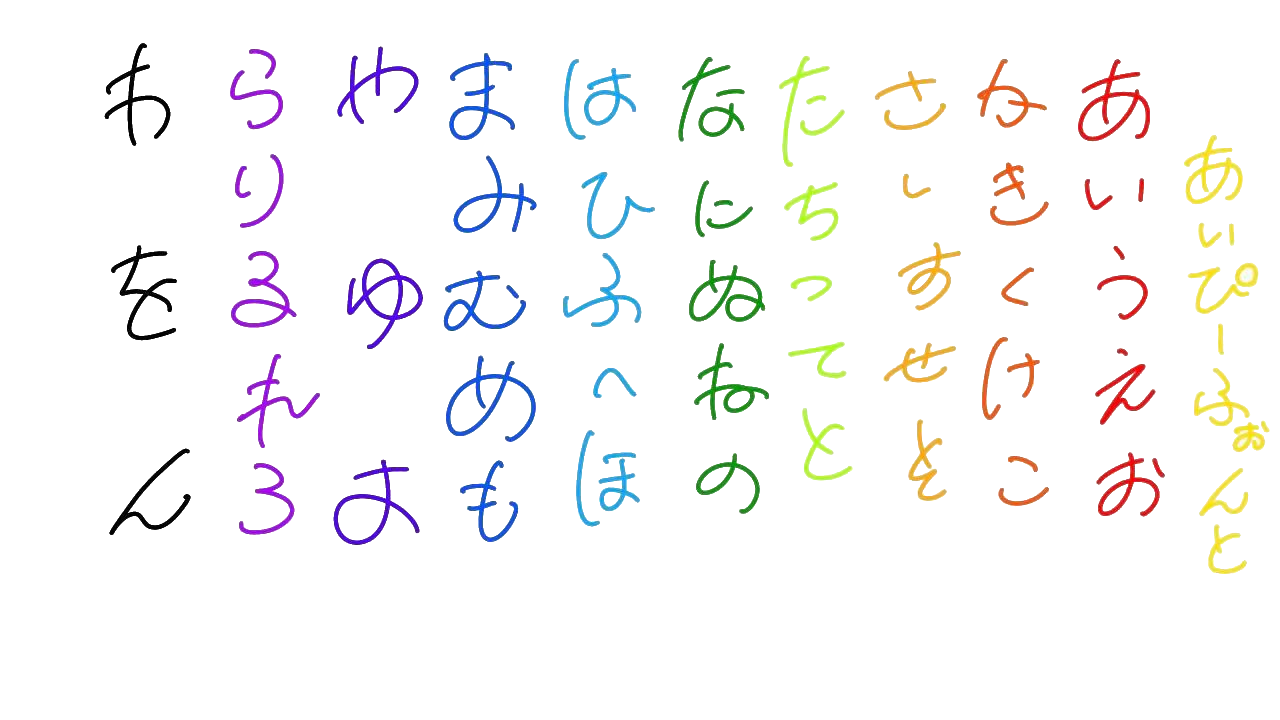 あいぴーふぉんと
あいうえお
かきくけこ
さしすせそ
たちつてと
なにぬねの
はひふへほ
まみむめも
やゆよ
らりるれろ
わをん